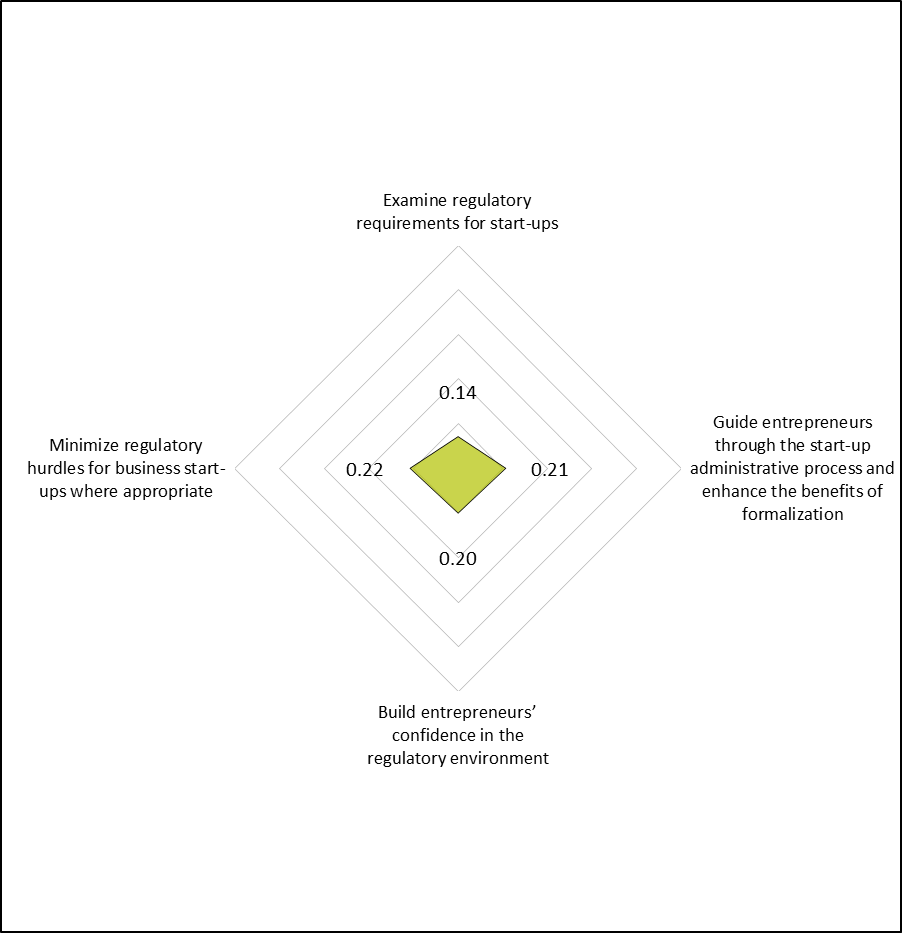 Examine regulatory
requirements for start-ups
0.14
Minimize regulatory
hurdles for business start-
ups where appropriate
0.22
0.21
Guide entrepreneurs
through the start-up
administrative process and
enhance the benefits of
formalization
0.20
Build entrepreneurs’
confidence in the
regulatory environment